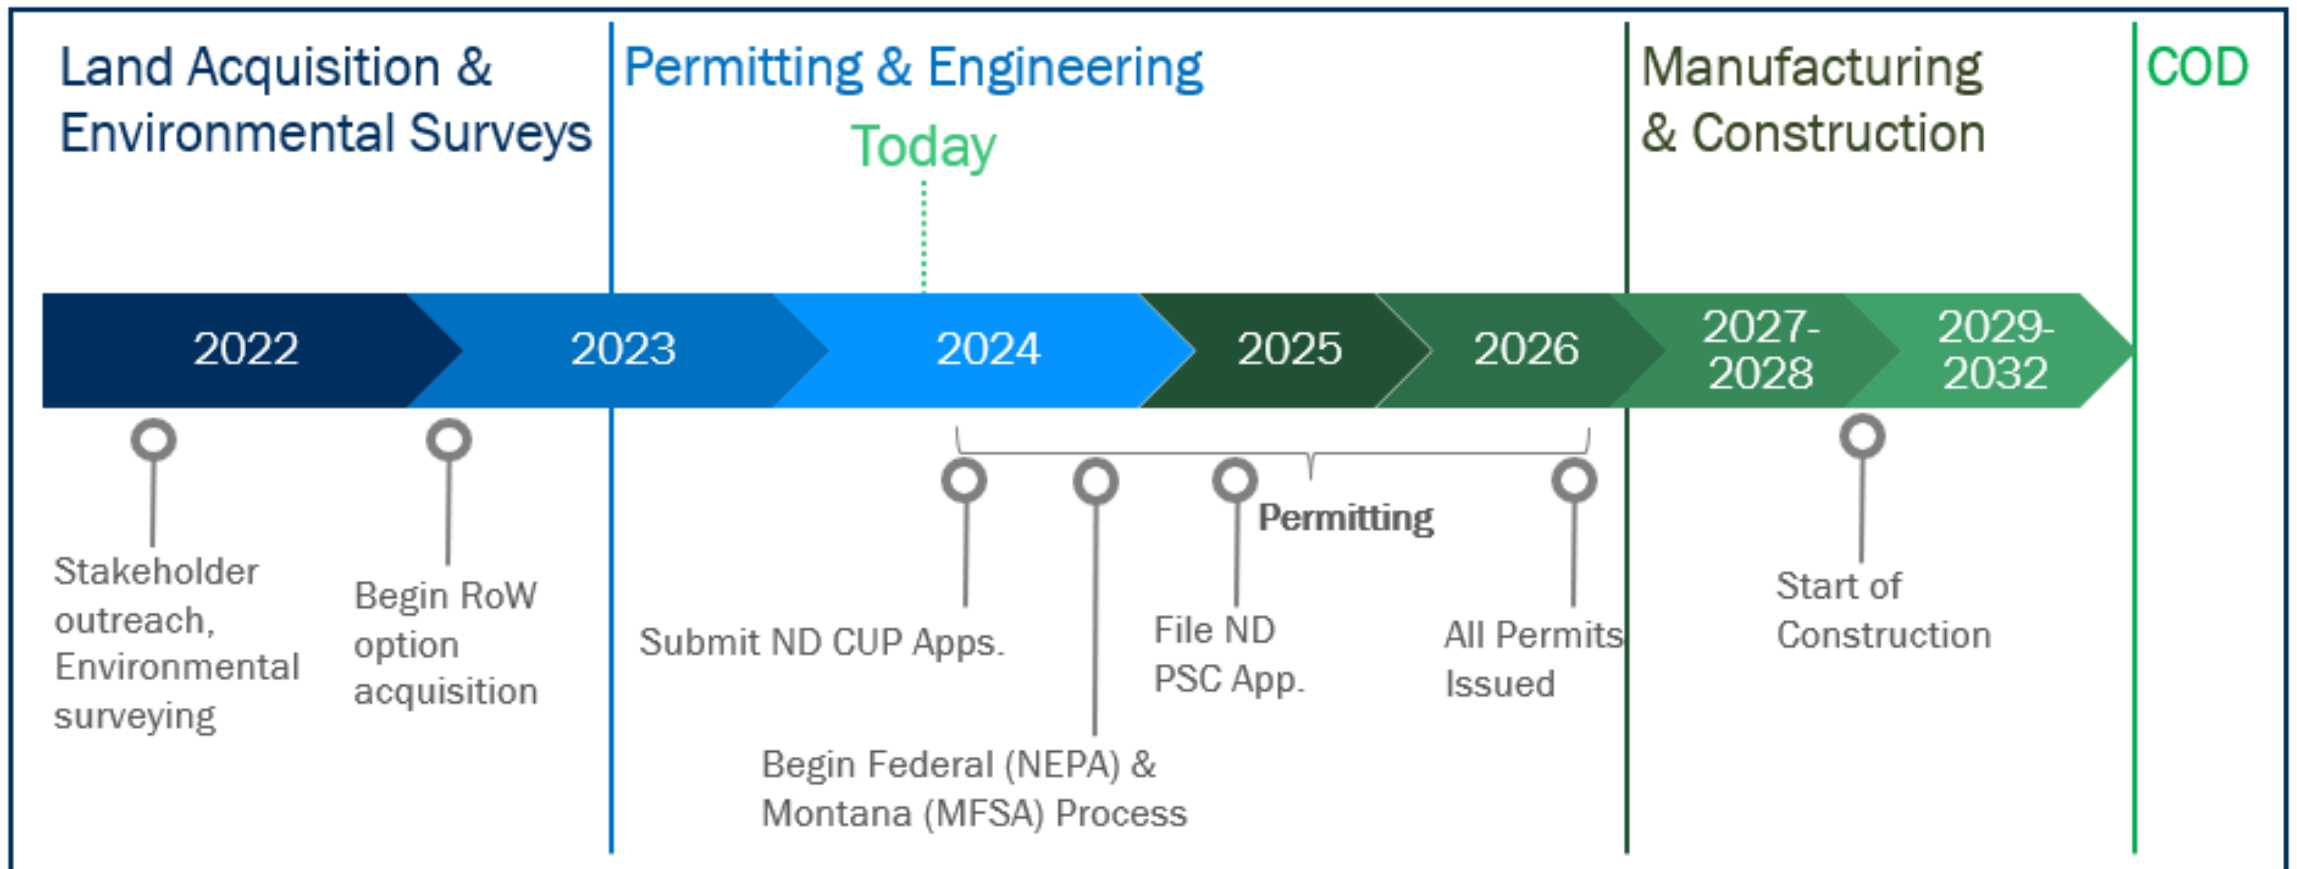 Land Acquisition &
Environmental Surveys
Permitting & Engineering
Today
Manufacturing
& Construction
COD
2022
2023
2024
2025
2026
2027-
2028
2029-
2032
Stakeholder
outreach,
Environmental
surveying
Begin RoW
option
acquisition
Submit ND CUP Apps.
Begin Federal (NEPA) &
Montana (MFSA) Process
File ND
PSC App.
Permitting
All Permits
Issued
Start of
Construction